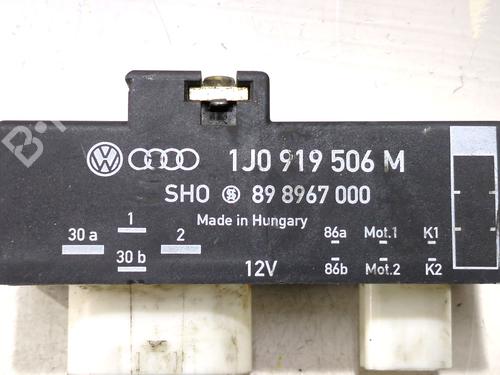 1J0 919 506 M
SHO 89 8967 000
Made in Hungary
30 a 1 2 86a Mot.1 K1
30 b 12V 86b Mot.2 K2